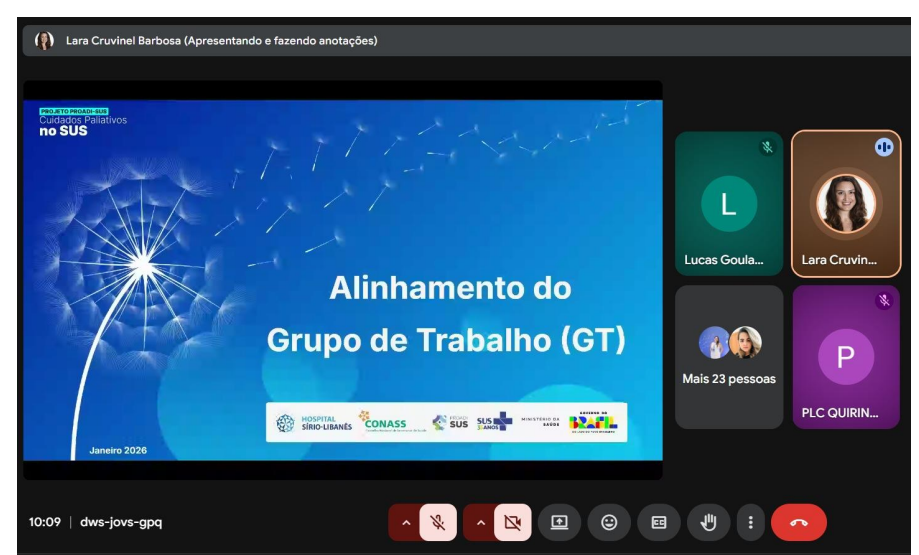 Lara Cruvinel Barbosa (Apresentando e fazendo anotações)
PROJETO PROADI-SUS
Cuidados Paliativos
no SUS
Alinhamento do
Grupo de Trabalho (GT)
HOSPITAL
SÍRIO-LIBANÊS
CONASS
PROADI
SUS
SUS
MINISTÉRIO DA
SAÚDE
GOVERNO DO
BRASIL
Janeiro 2026
L
Lucas Goula...
Lara Cruvin...
Mais 23 pessoas
P
PLC QUIRIN...
10:09 | dws-jovs-gpq